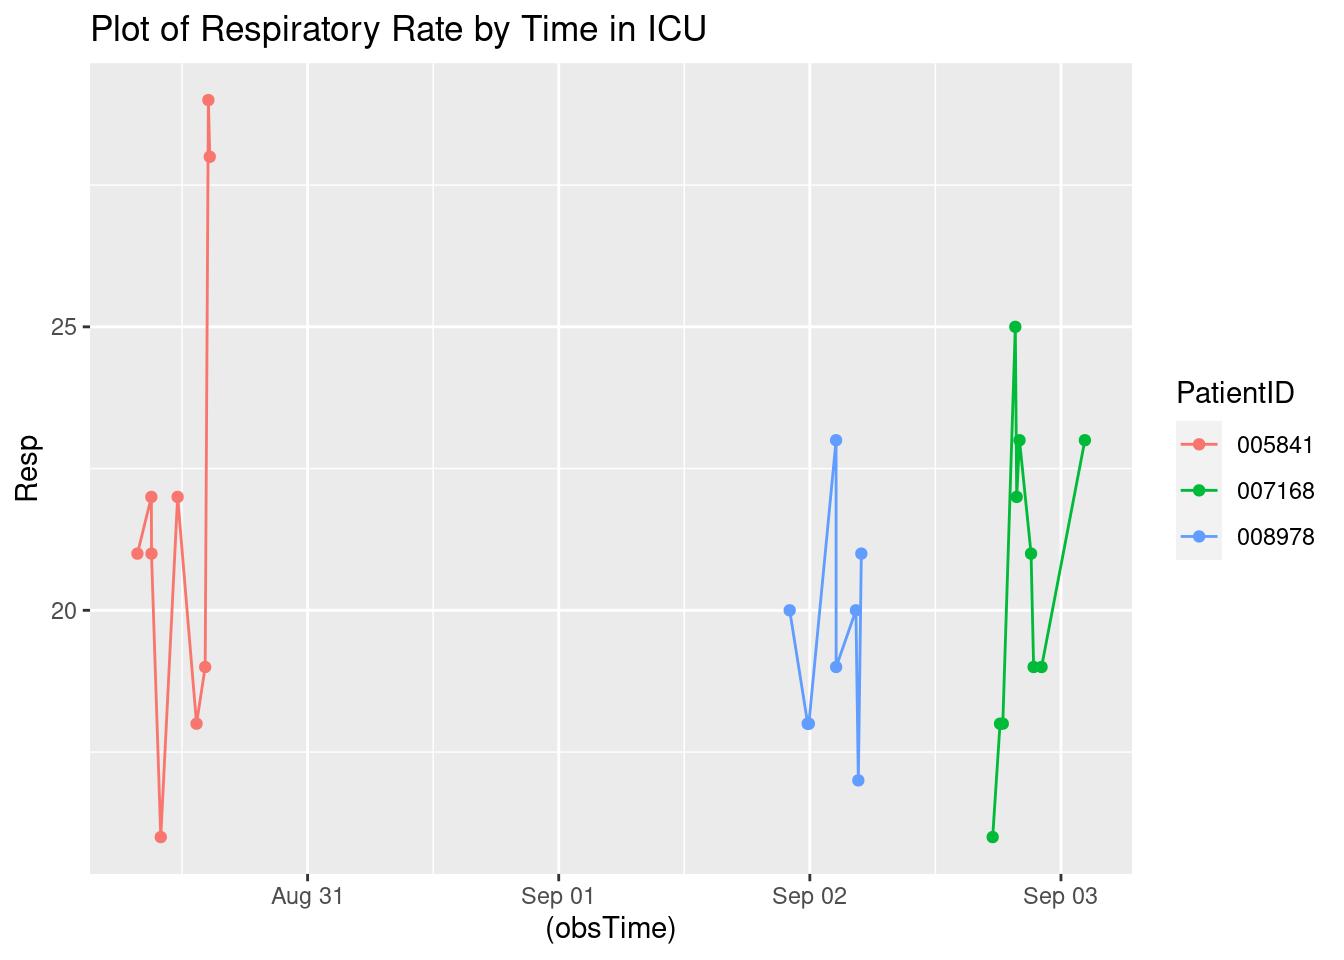 Plot of Respiratory Rate by Time in ICU
Resp
25
20
Aug 31
Sep 01
Sep 02
Sep 03
(obsTime)
PatientID
005841
007168
008978